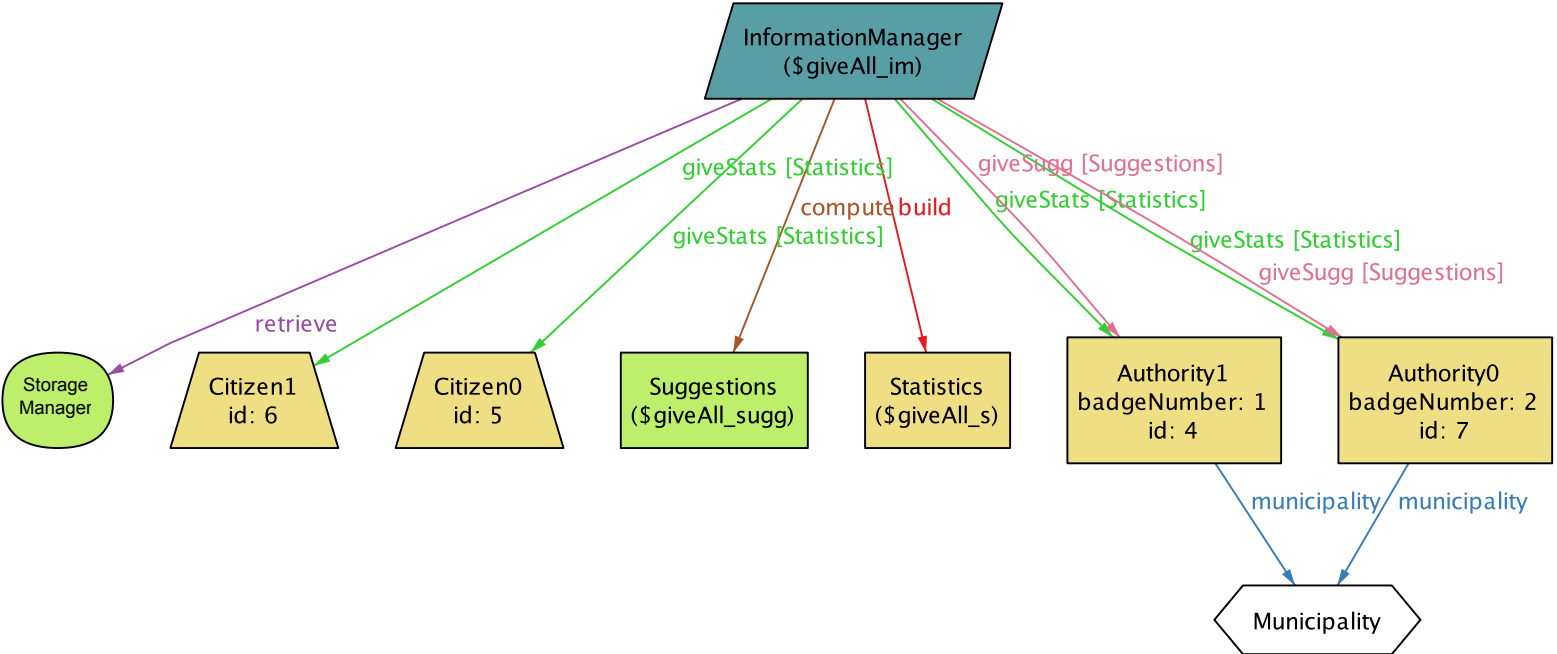 InformationManager
($giveAll_im)
giveSugg [Suggestions]
giveStats [Statistics]
giveStats [Statistics]
compute
build
giveStats [Statistics]
giveStats [Statistics]
giveSugg [Suggestions]
retrieve
Storage
Manager
Citizen1
id: 6
Citizen0
id: 5
Suggestions
($giveAll_sugg)
Statistics
($giveAll_s)
Authority1
badgeNumber: 1
id: 4
Authority0
badgeNumber: 2
id: 7
municipality
municipality
Municipality